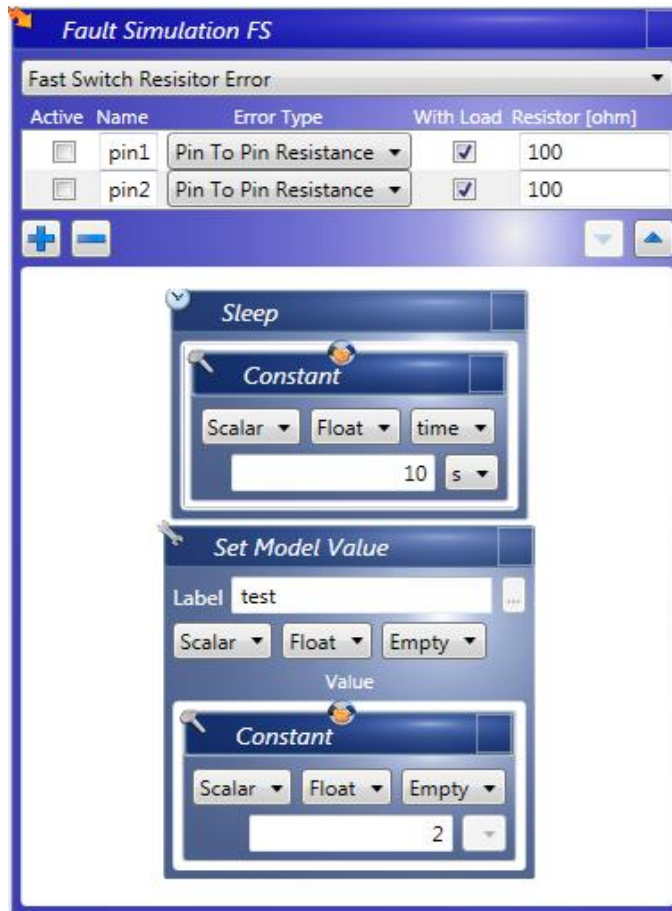 Fault Simulation FS
Fast Switch Resisitor Error
Active Name Error Type With Load Resistor [ohm]
pin1 Pin To Pin Resistance 100
pin2 Pin To Pin Resistance 100
Sleep
Constant
Scalar Float time
10 s
Set Model Value
Label test ...
Scalar Float Empty
Value
Constant
Scalar Float Empty
2